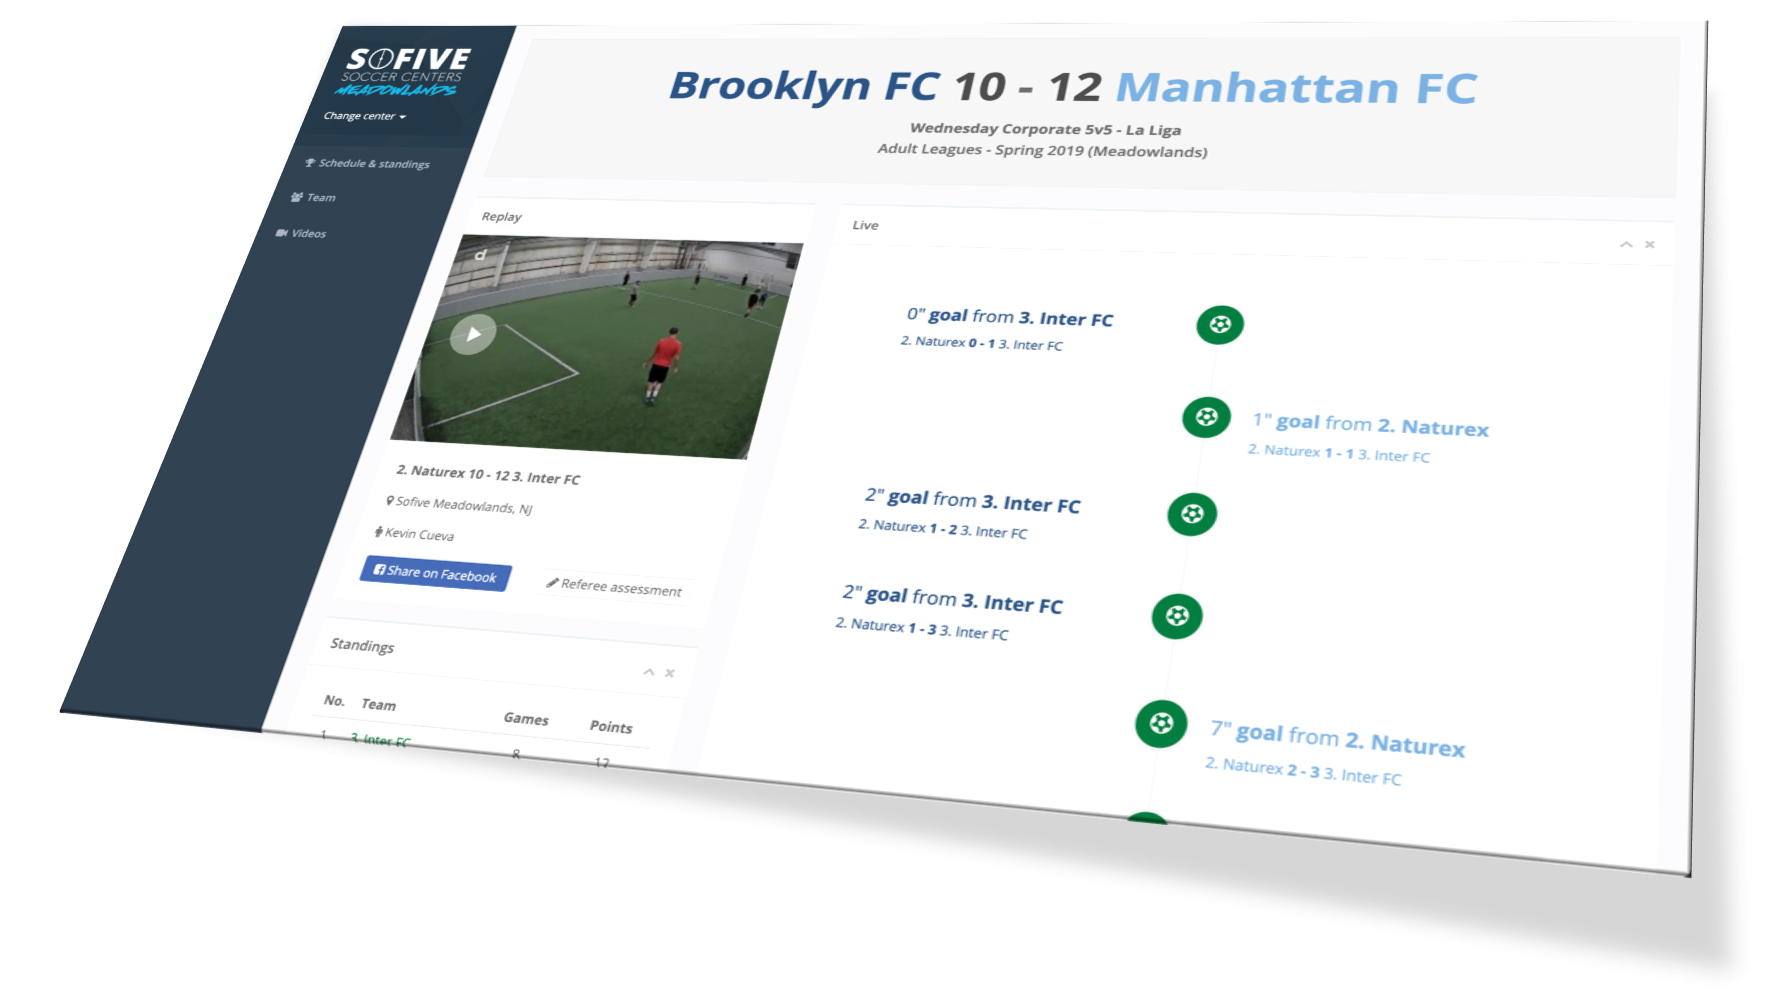 SOFIVE
SOCCER CENTERS
MEADOWLANDS
Change center
Schedule & standings
Team
Videos
Brooklyn FC 10 - 12 Manhattan FC
Wednesday Corporate 5v5 - La Liga
Adult Leagues - Spring 2019 (Meadowlands)
Replay
d
2. Naturex 10 - 12 3. Inter FC
Sofive Meadowlands, NJ
Kevin Cueva
Share on Facebook
Referee assessment
Standings
No. Team Games Points
1 3. Inter FC 8
Live
0" goal from 3. Inter FC
2. Naturex 0 - 1 3. Inter FC
1" goal from 2. Naturex
2. Naturex 1 - 1 3. Inter FC
2" goal from 3. Inter FC
2. Naturex 1 - 2 3. Inter FC
2" goal from 3. Inter FC
2. Naturex 1 - 3 3. Inter FC
7" goal from 2. Naturex
2. Naturex 2 - 3 3. Inter FC